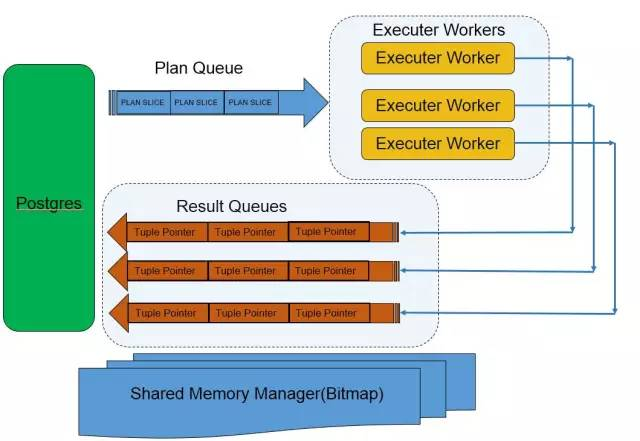 Executer Workers
Executer Worker
Executer Worker
Executer Worker
Plan Queue
PLAN SLICE PLAN SLICE PLAN SLICE
Postgres
Result Queues
Tuple Pointer Tuple Pointer Tuple Pointer
Tuple Pointer Tuple Pointer Tuple Pointer
Tuple Pointer Tuple Pointer Tuple Pointer
Shared Memory Manager(Bitmap)